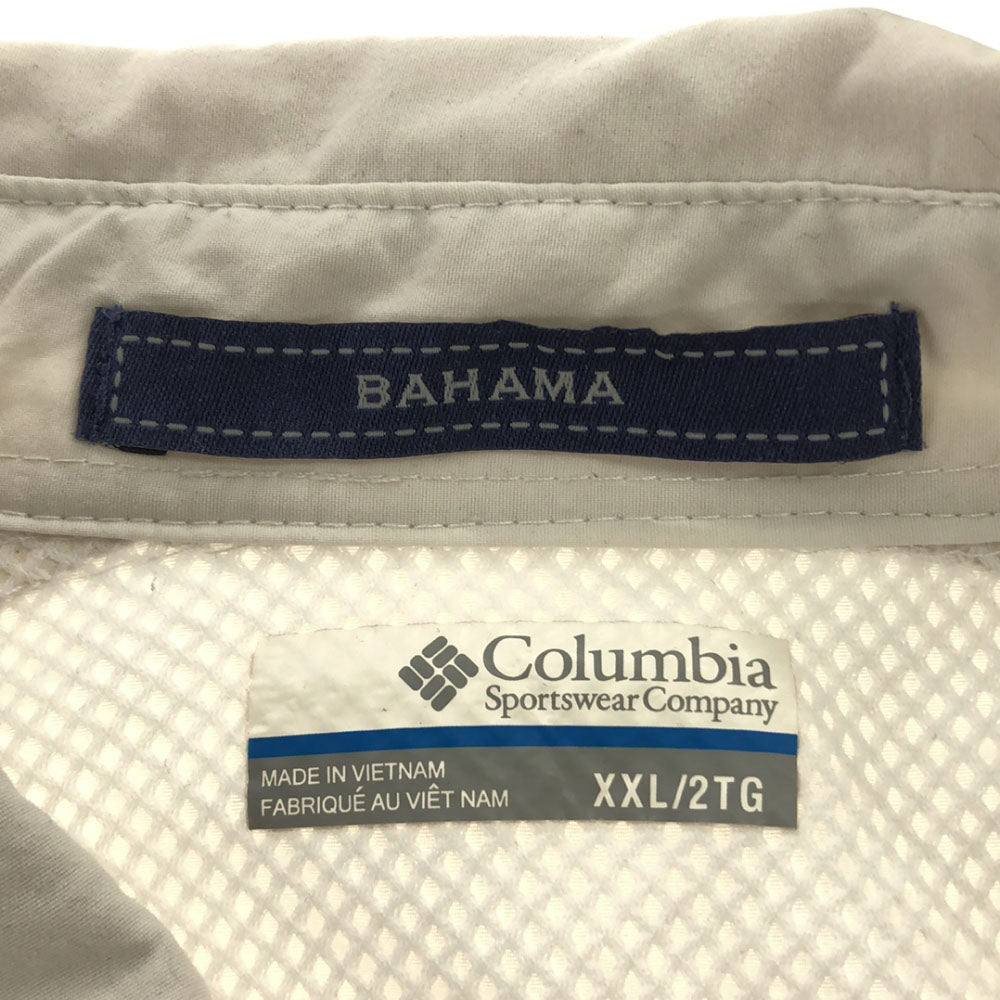 BAHAMA
Columbia
Sportswear Company
MADE IN VIETNAM
FABRIQUÉ AU VIÊT NAM
XXL/2TG